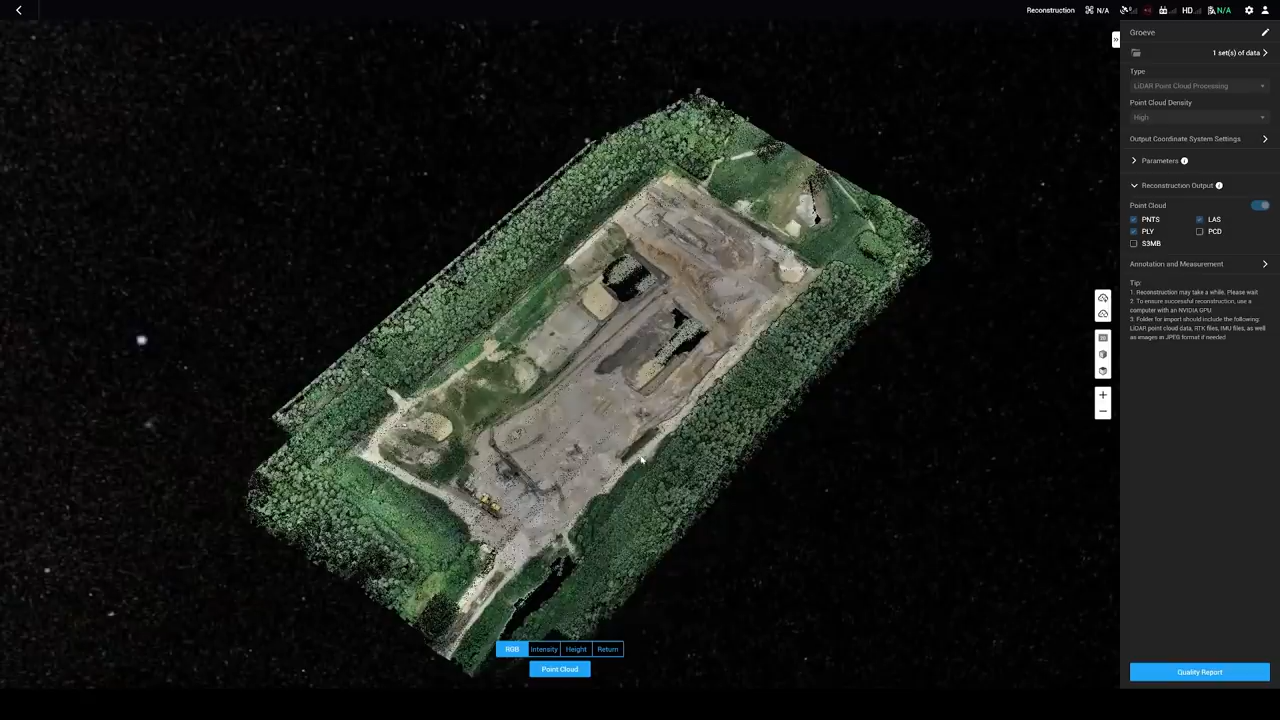 Reconstruction N/A HD N/A
Groeve
1 set(s) of data
Type
LiDAR Point Cloud Processing
Point Cloud Density
High
Output Coordinate System Settings
Parameters
Reconstruction Output
Point Cloud
PNTS LAS
PLY PCD
S3MB
Annotation and Measurement
Tip:
1. Reconstruction may take a while. Please wait
2. To ensure successful reconstruction, use a
computer with an NVIDIA GPU
3. Folder for import should include the following:
LiDAR point cloud data, RTK files, IMU files, as well
as images in JPEG format if needed
RGB Intensity Height Return
Point Cloud
Quality Report